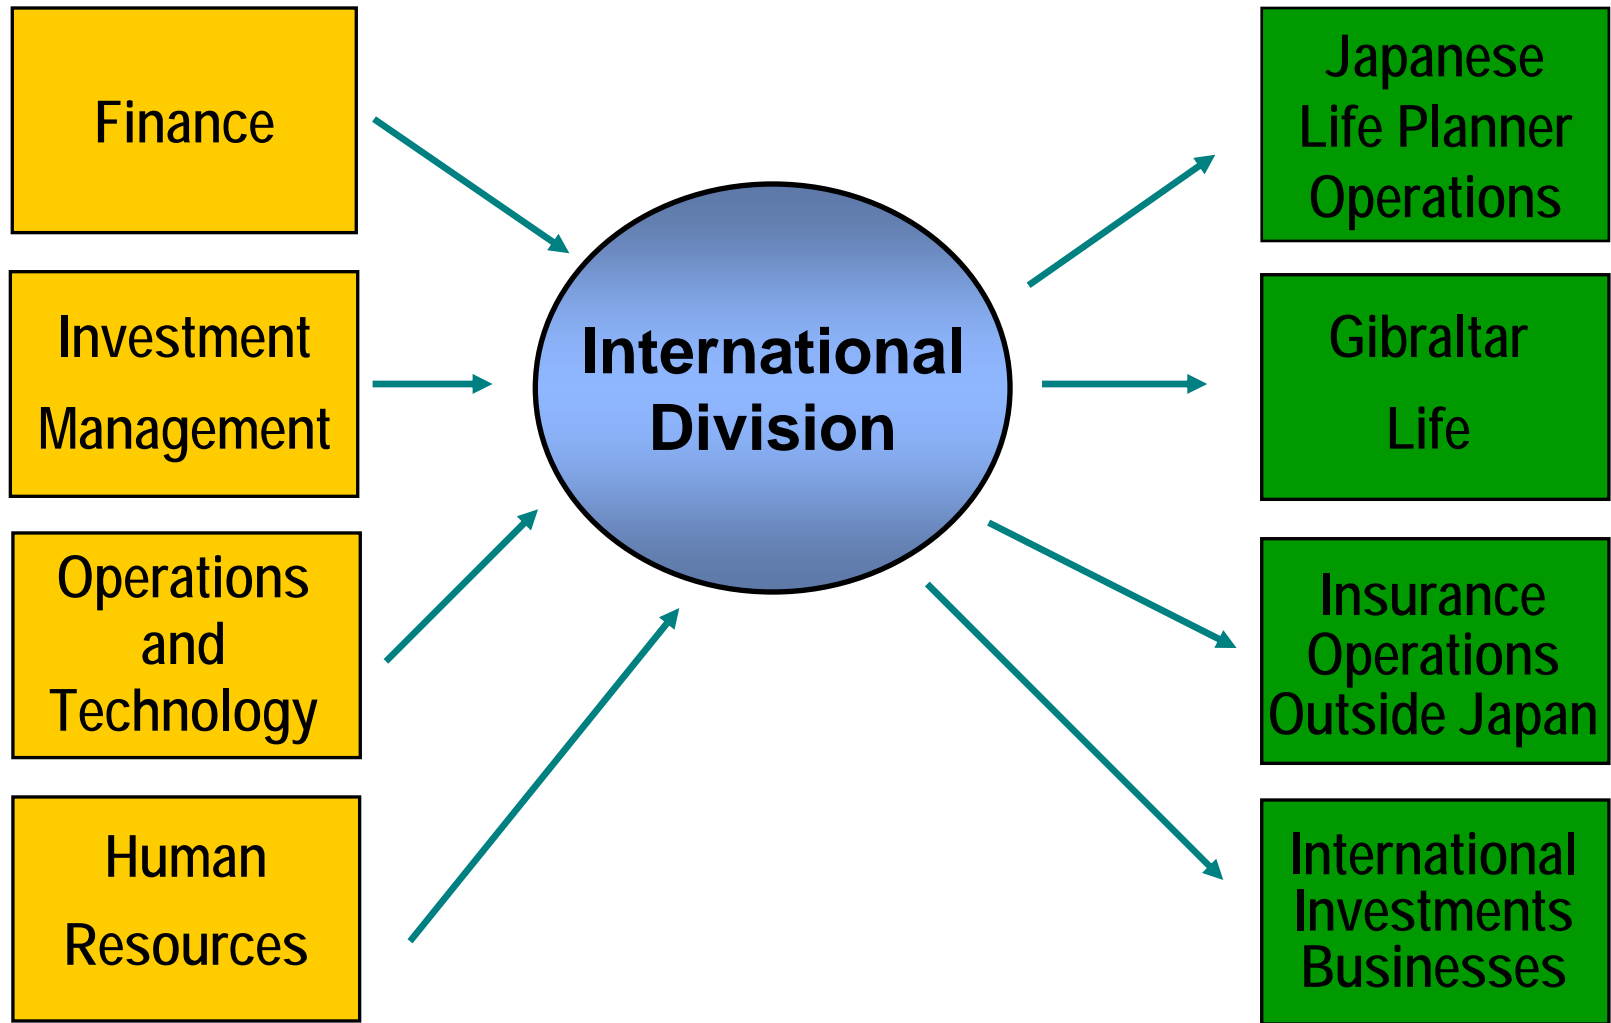 Finance
Investment
Management
Operations
and
Technology
Human
Resources
International
Division
Japanese
Life Planner
Operations
Gibraltar
Life
Insurance
Operations
Outside Japan
International
Investments
Businesses